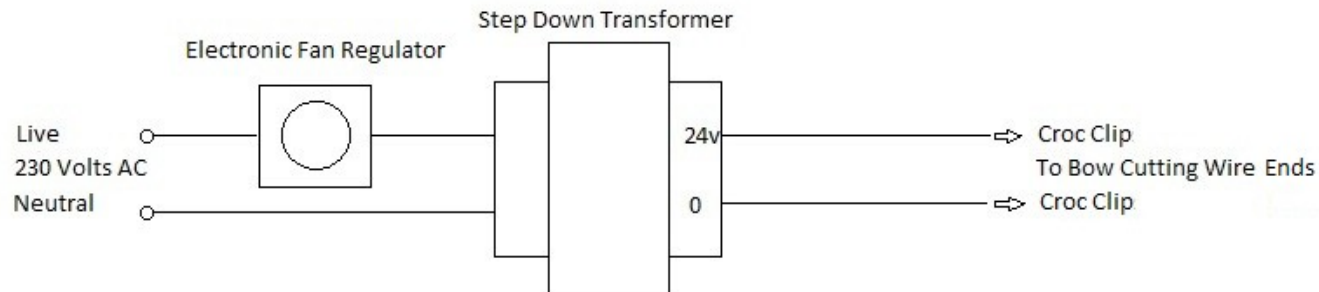 Step Down Transformer
Electronic Fan Regulator
Live
230 Volts AC
Neutral
24v
0
Croc Clip
To Bow Cutting Wire Ends
Croc Clip